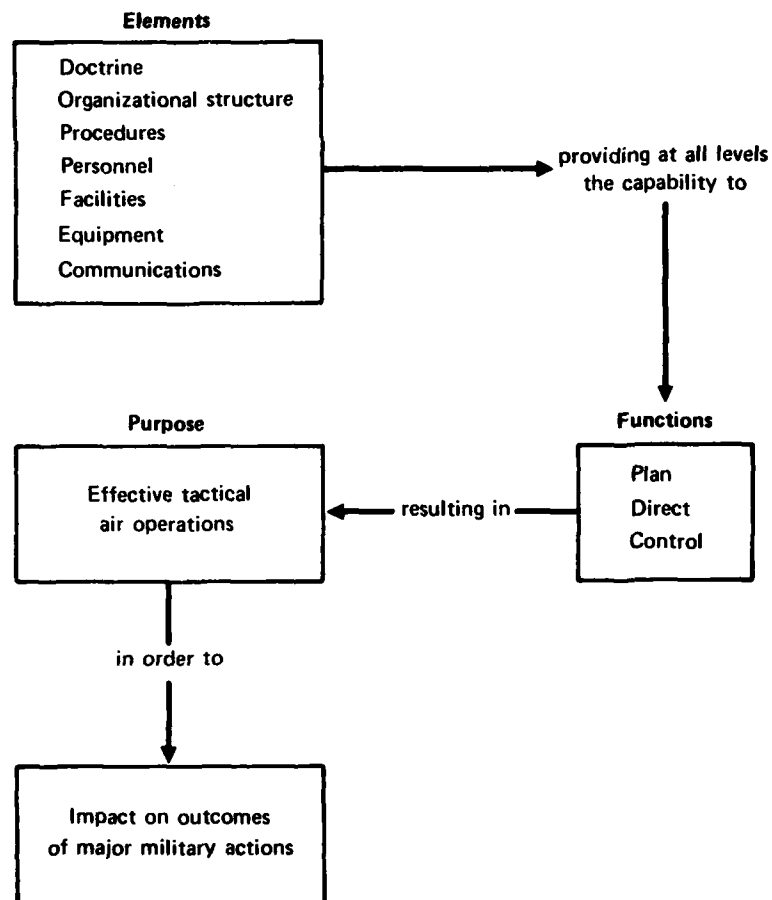 Elements
Doctrine
Organizational structure
Procedures
Personnel
Facilities
Equipment
Communications
providing at all levels
the capability to
Functions
Plan
Direct
Control
resulting in
Purpose
Effective tactical
air operations
in order to
Impact on outcomes
of major military actions